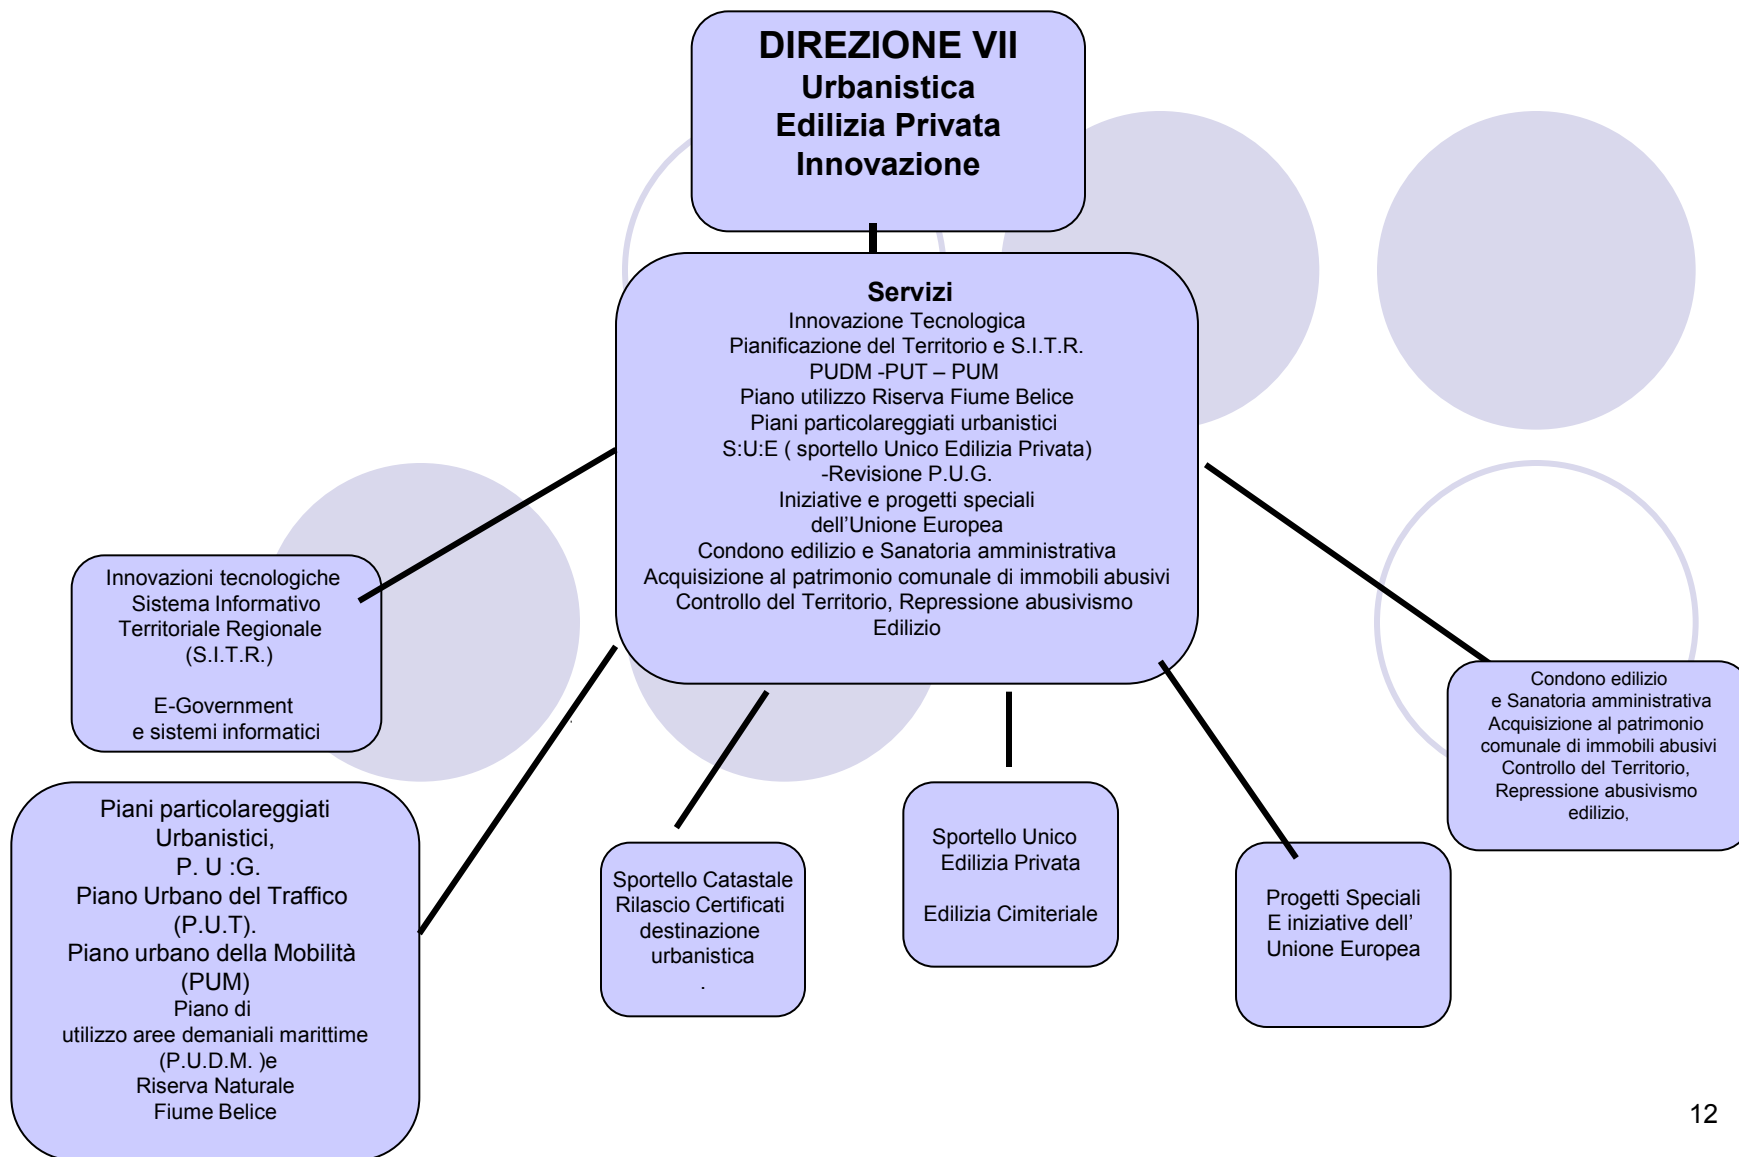 DIREZIONE VII
Urbanistica
Edilizia Privata
Innovazione
Servizi
Innovazione Tecnologica
Pianificazione del Territorio e S.I.T.R.
PUDM -PUT – PUM
Piano utilizzo Riserva Fiume Belice
Piani particolareggiati urbanistici
S:U:E ( sportello Unico Edilizia Privata)
-Revisione P.U.G.
Iniziative e progetti speciali
dell’Unione Europea
Condono edilizio e Sanatoria amministrativa
Acquisizione al patrimonio comunale di immobili abusivi
Controllo del Territorio, Repressione abusivismo
Edilizio
Innovazioni tecnologiche
Sistema Informativo
Territoriale Regionale
(S.I.T.R.)
E-Government
e sistemi informatici
Piani particolareggiati
Urbanistici,
P. U :G.
Piano Urbano del Traffico
(P.U.T).
Piano urbano della Mobilità
(PUM)
Piano di
utilizzo aree demaniali marittime
(P.U.D.M. )e
Riserva Naturale
Fiume Belice
Sportello Catastale
Rilascio Certificati
destinazione
urbanistica
.
Sportello Unico
Edilizia Privata
Edilizia Cimiteriale
Progetti Speciali
E iniziative dell’
Unione Europea
Condono edilizio
e Sanatoria amministrativa
Acquisizione al patrimonio
comunale di immobili abusivi
Controllo del Territorio,
Repressione abusivismo
edilizio,
12